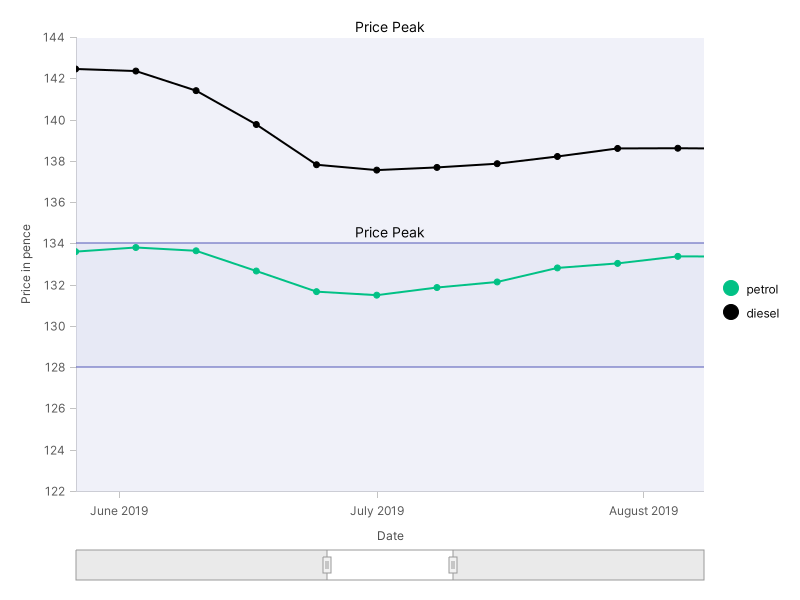 Price Peak
144
142
140
138
136
Price Peak
134
132
130
128
126
124
122
Price in pence
petrol
diesel
June 2019 July 2019 August 2019
Date